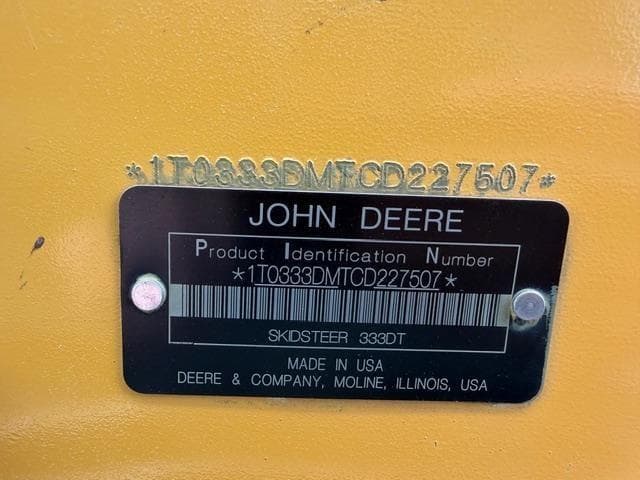 *1T0333DMTCD227507*
JOHN DEERE
Product Identification Number
*1T0333DMTCD227507*
SKIDSTEER 333DT
MADE IN USA
DEERE & COMPANY, MOLINE, ILLINOIS, USA